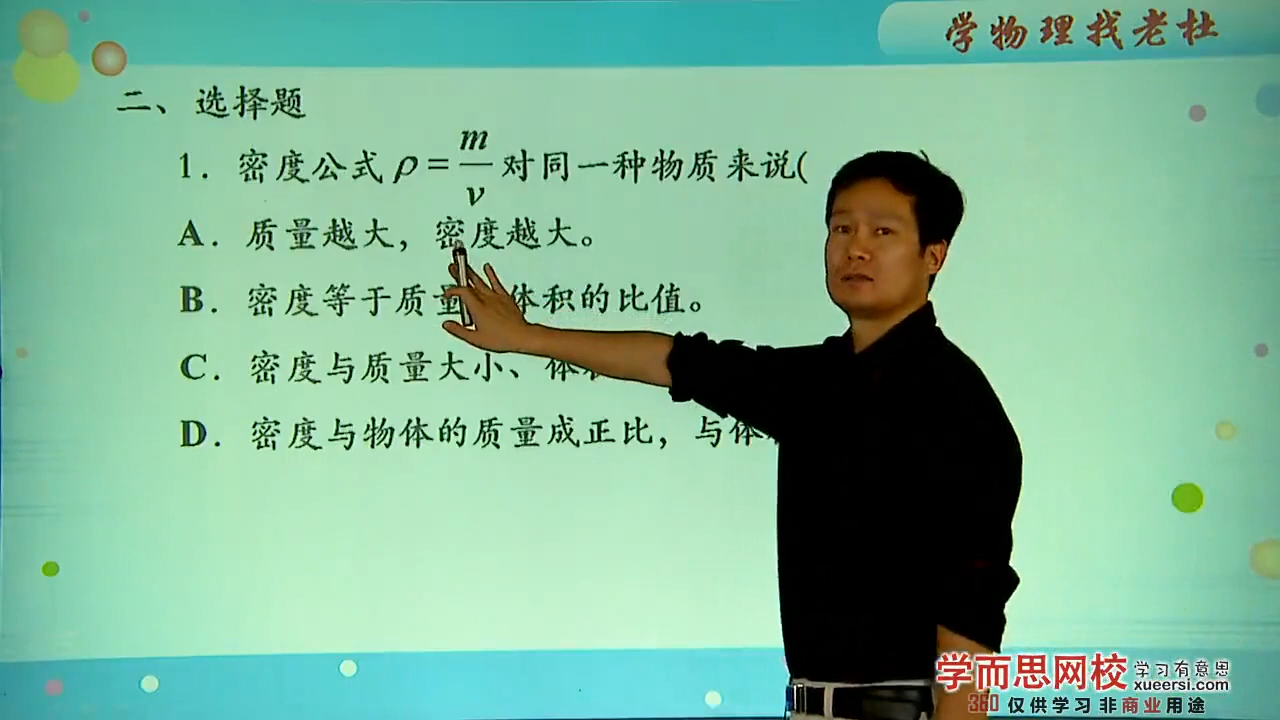 学物理找老杜
二、选择题
1. 密度公式ρ=m/v对同一种物质来说(
A. 质量越大，密度越大。
B. 密度等于质量 体积的比值。
C. 密度与质量大小、体
D. 密度与物体的质量成正比，与体
学而思网校 学习有意思
xueersi.com
360 仅供学习 非商业用途